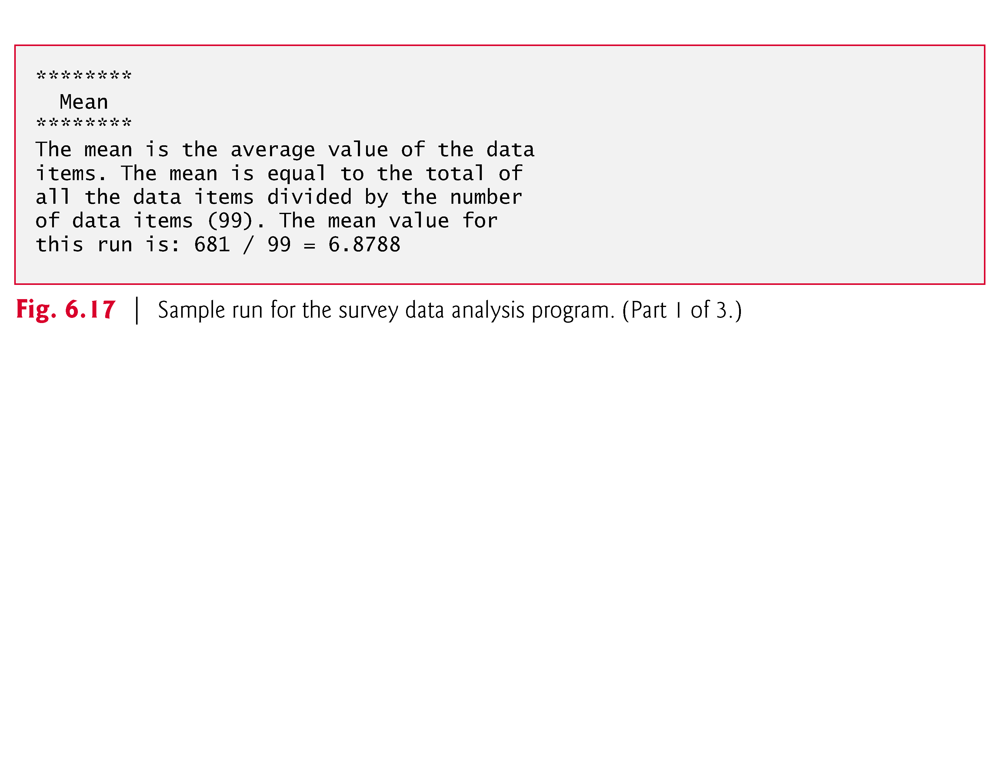 ********
  Mean
********
The mean is the average value of the data
items. The mean is equal to the total of
all the data items divided by the number
of data items (99). The mean value for
this run is: 681 / 99 = 6.8788
Fig. 6.17 | Sample run for the survey data analysis program. (Part 1 of 3.)